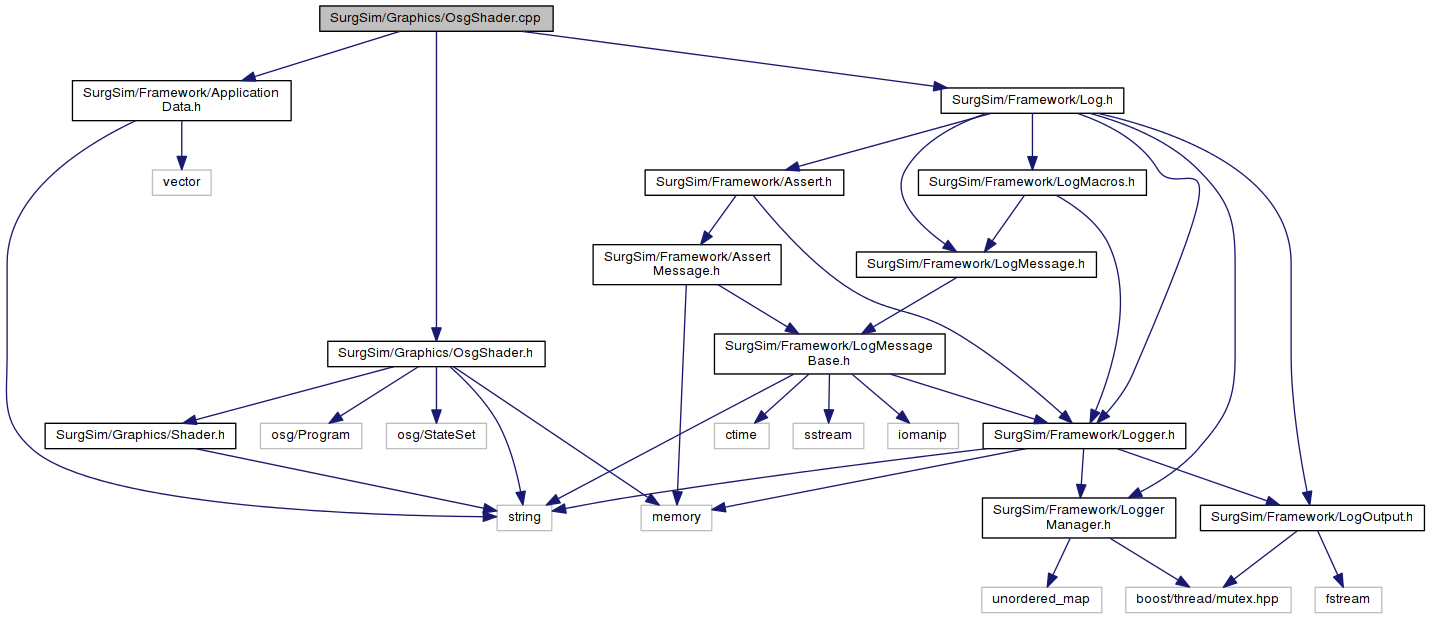 SurgSim/Graphics/OsgShader.cpp
SurgSim/Framework/Application
Data.h
SurgSim/Framework/Log.h
vector
SurgSim/Framework/Assert.h
SurgSim/Framework/LogMacros.h
SurgSim/Framework/Assert
Message.h
SurgSim/Framework/LogMessage.h
SurgSim/Graphics/OsgShader.h
SurgSim/Framework/LogMessage
Base.h
SurgSim/Graphics/Shader.h
osg/Program
osg/StateSet
ctime
sstream
iomanip
SurgSim/Framework/Logger.h
string
memory
SurgSim/Framework/Logger
Manager.h
SurgSim/Framework/LogOutput.h
unordered_map
boost/thread/mutex.hpp
fstream